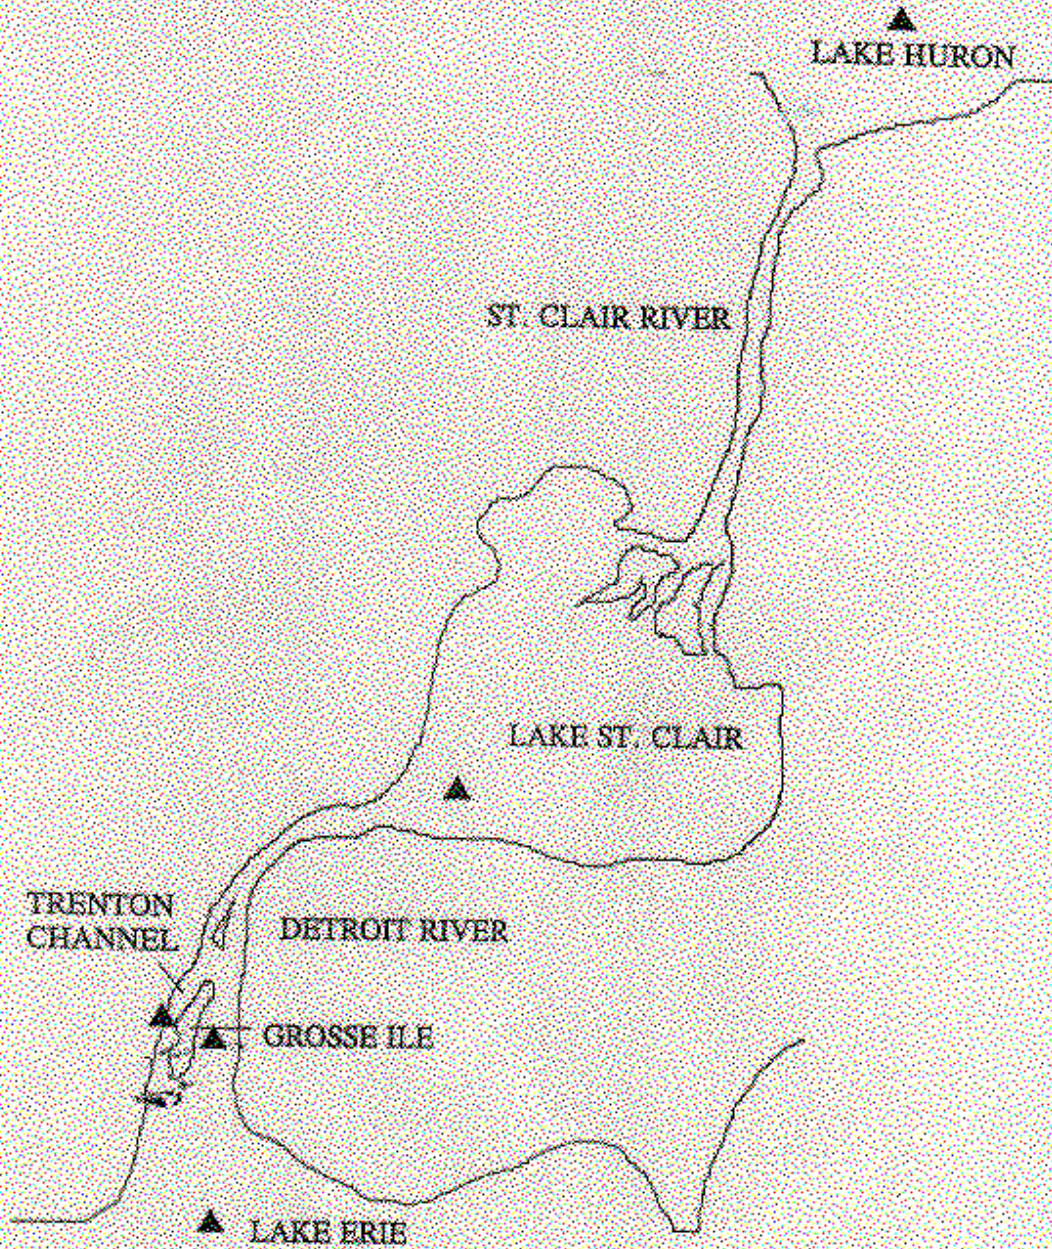 LAKE HURON
ST. CLAIR RIVER
LAKE ST. CLAIR
TRENTON
CHANNEL
DETROIT RIVER
GROSSE ILE
LAKE ERIE